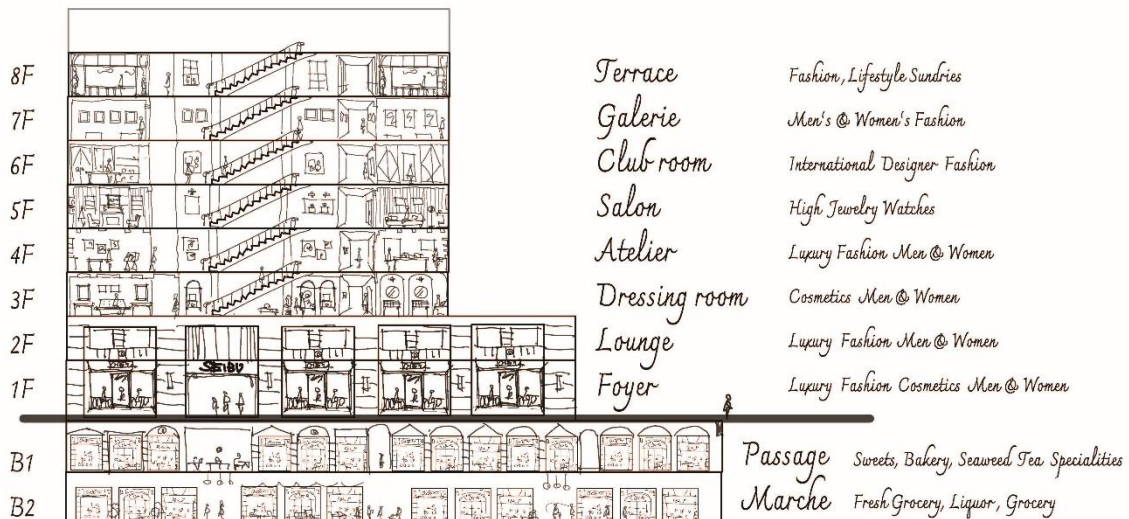 8F Terrace Fashion, Lifestyle Sundries
7F Galerie Men's & Women's Fashion
6F Club room International Designer Fashion
5F Salon High Jewelry Watches
4F Atelier Luxury Fashion Men & Women
3F Dressing room Cosmetics Men & Women
2F Lounge Luxury Fashion Men & Women
SEIBU
1F Foyer Luxury Fashion Cosmetics Men & Women
B1 Passage Sweets, Bakery, Seaweed Tea Specialities
B2 Marche Fresh Grocery, Liquor, Grocery